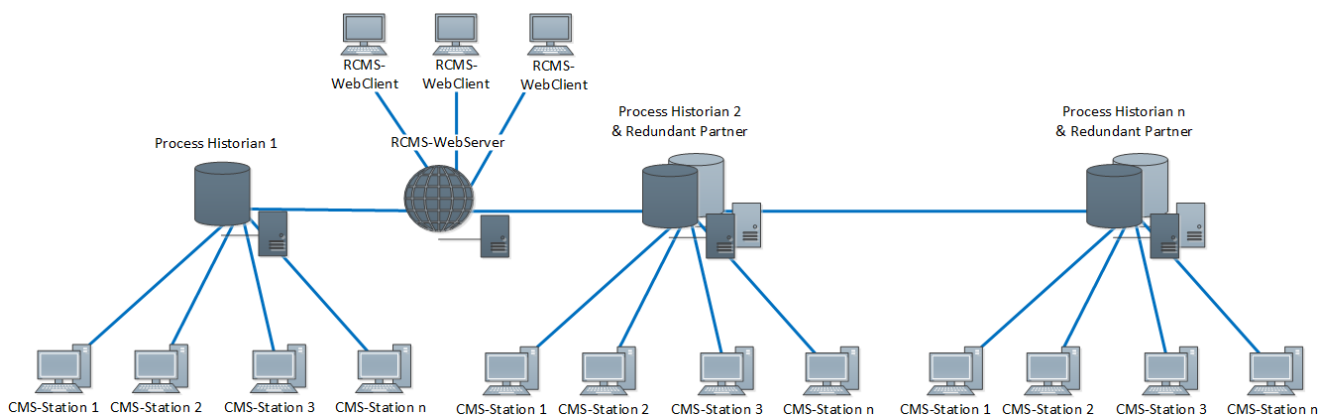 RCMS-
WebClient
RCMS-
WebClient
RCMS-
WebClient
Process Historian 1
RCMS-WebServer
Process Historian 2
& Redundant Partner
Process Historian n
& Redundant Partner
CMS-Station 1
CMS-Station 2
CMS-Station 3
CMS-Station n
CMS-Station 1
CMS-Station 2
CMS-Station 3
CMS-Station n
CMS-Station 1
CMS-Station 2
CMS-Station 3
CMS-Station n